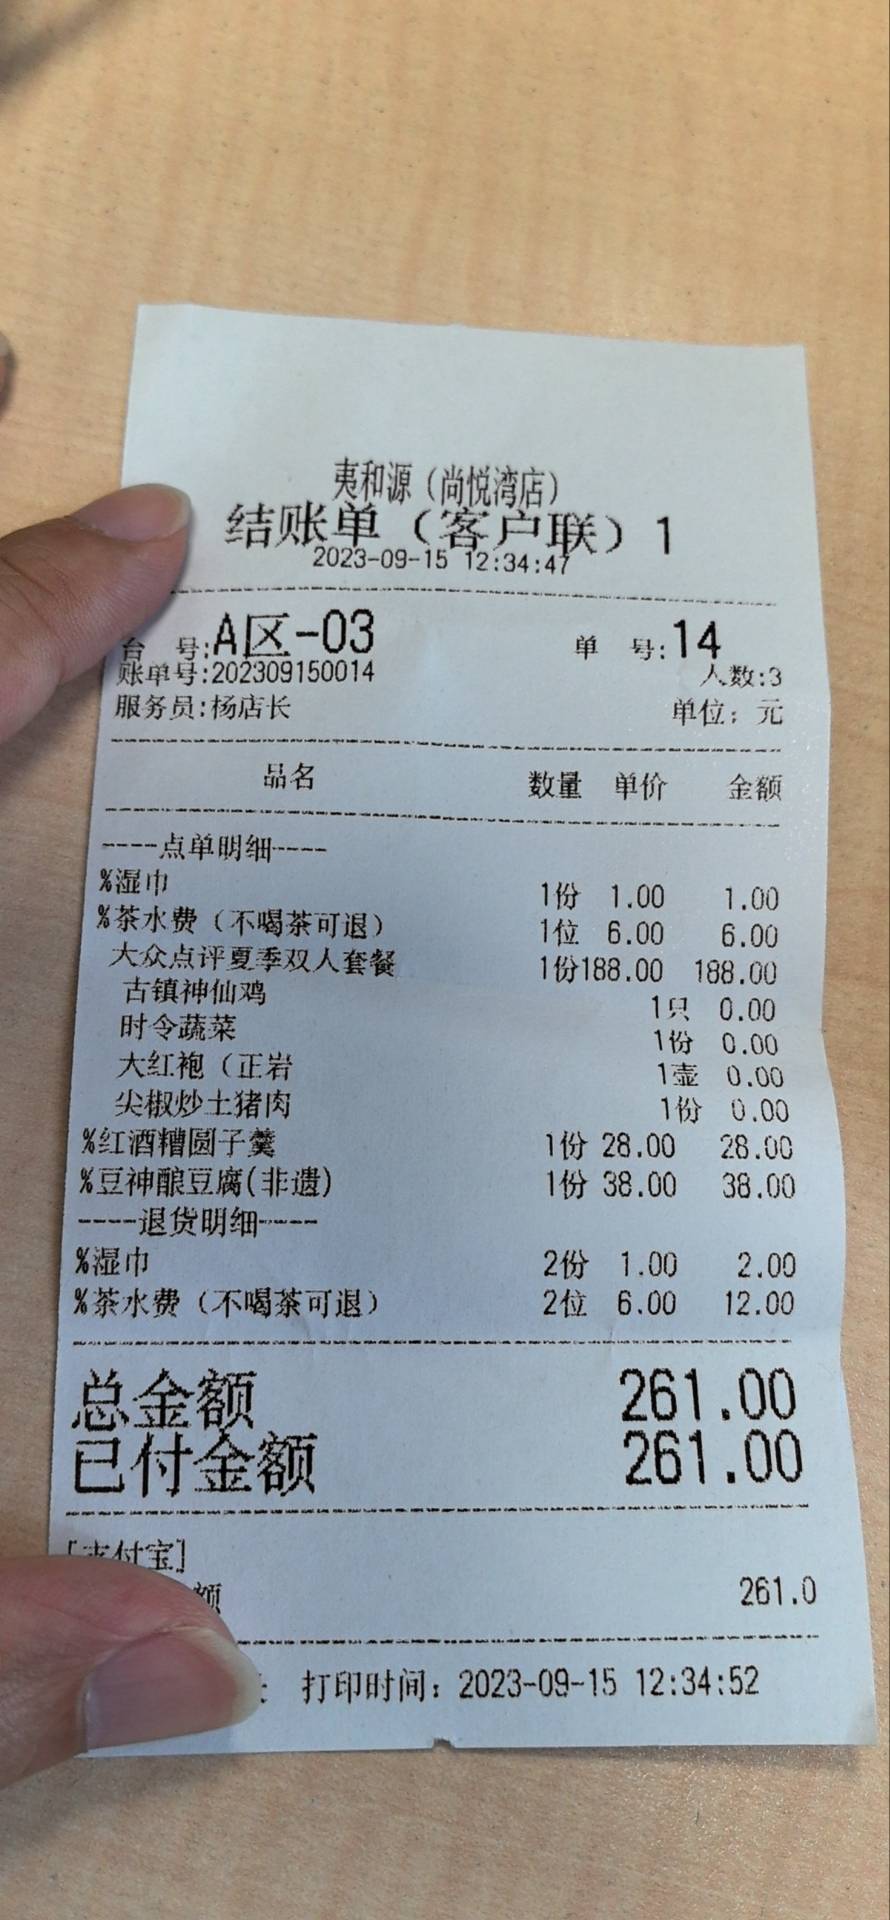 夷和源（尚悦湾店）
结账单（客户联）1
2023-09-15 12:34:47
台 号:A区-03 单 号:14
账单号:202309150014 人数:3
服务员:杨店长 单位：元
品名 数量 单价 金额
----点单明细----
%湿巾 1份 1.00 1.00
%茶水费（不喝茶可退） 1位 6.00 6.00
大众点评夏季双人套餐 1份188.00 188.00
古镇神仙鸡 1只 0.00
时令蔬菜 1份 0.00
大红袍（正岩 1壶 0.00
尖椒炒土猪肉 1份 0.00
%红酒糟圆子羹 1份 28.00 28.00
%豆神酿豆腐(非遗) 1份 38.00 38.00
----退货明细----
%湿巾 2份 1.00 2.00
%茶水费（不喝茶可退） 2位 6.00 12.00
总金额 261.00
已付金额 261.00
[支付宝]
额 261.0
打印时间：2023-09-15 12:34:52